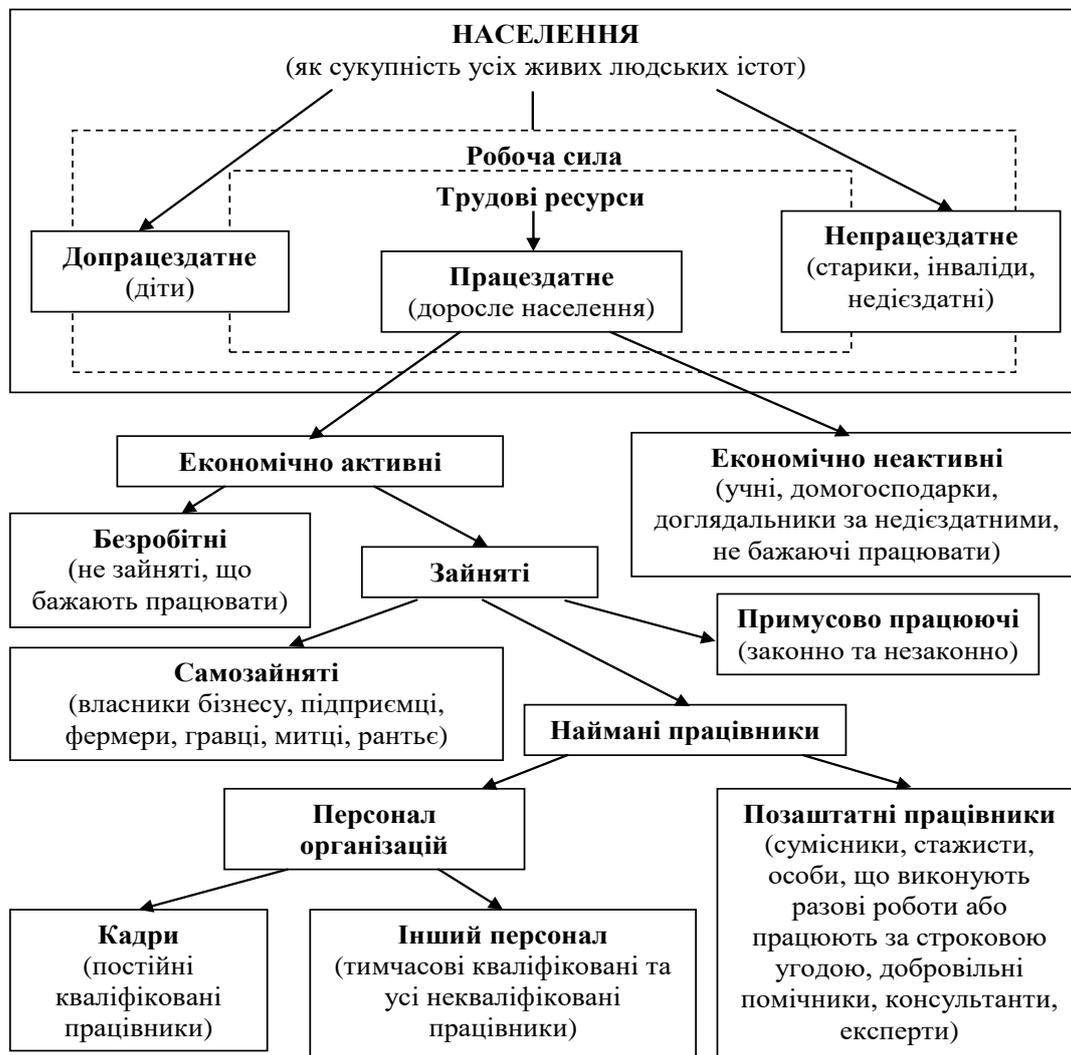 НАСЕЛЕННЯ
(як сукупність усіх живих людських істот)
Робоча сила
Трудові ресурси
Допрацездатне
(діти)
Працездатне
(доросле населення)
Непрацездатне
(старики, інваліди,
недієздатні)
Економічно активні
Економічно неактивні
(учні, домогосподарки,
доглядальники за недієздатними,
не бажаючі працювати)
Безробітні
(не зайняті, що
бажають працювати)
Зайняті
Примусово працюючі
(законно та незаконно)
Самозайняті
(власники бізнесу, підприємці,
фермери, гравці, митці, рантьє)
Наймані працівники
Персонал
організацій
Позаштатні працівники
(сумісники, стажисти,
особи, що виконують
разові роботи або
працюють за строковою
угодою, добровільні
помічники, консультанти,
експерти)
Кадри
(постійні
кваліфіковані
працівники)
Інший персонал
(тимчасові кваліфіковані та
усі некваліфіковані
працівники)